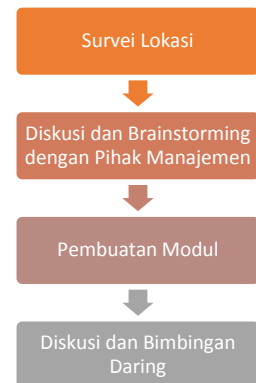 Survei Lokasi
Diskusi dan Brainstorming
dengan Pihak Manajemen
Pembuatan Modul
Diskusi dan Bimbingan
Daring